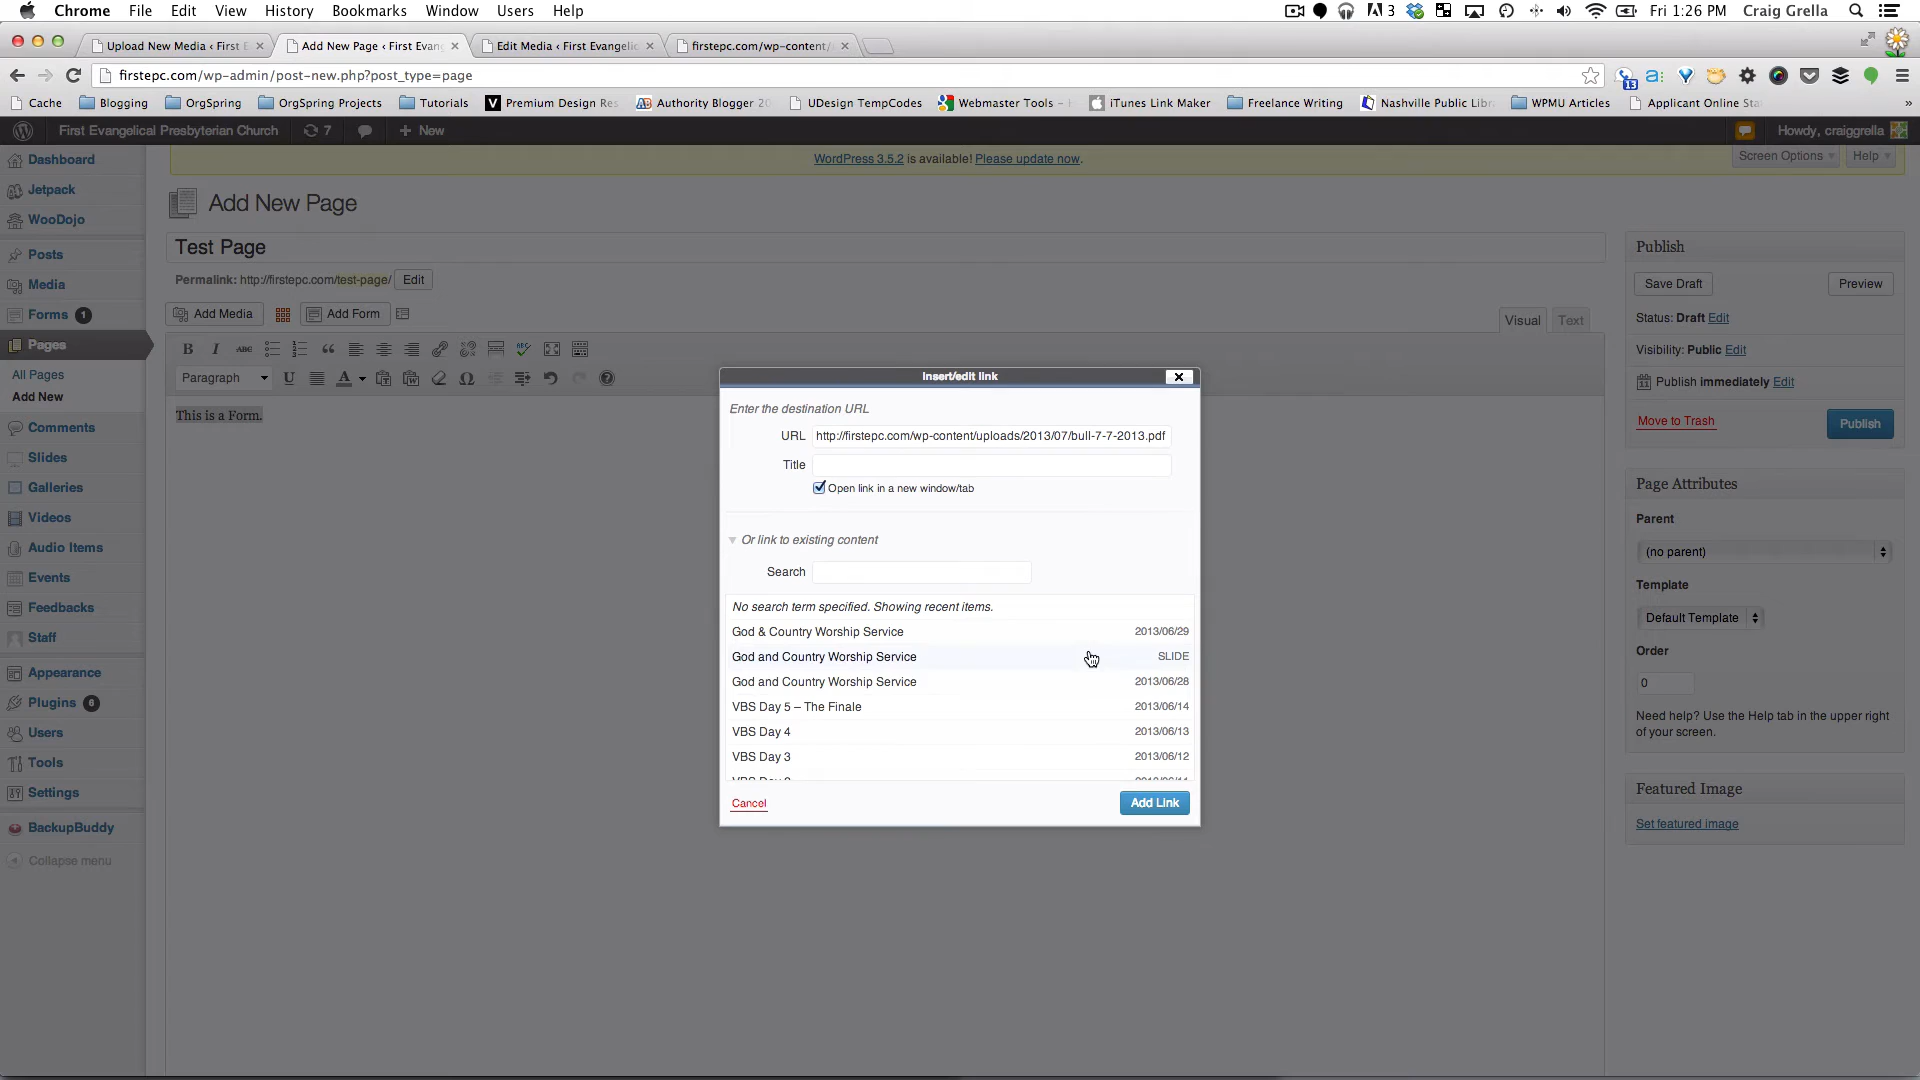 Chrome File Edit View History Bookmarks Window Users Help 3 Fri 1:26 PM Craig Grella
Upload New Media ‹ First E Add New Page ‹ First Evan Edit Media ‹ First Evangelic firstepc.com/wp-content/
firstepc.com/wp-admin/post-new.php?post_type=page a: 13
Cache Blogging OrgSpring OrgSpring Projects Tutorials V Premium Design Res AB Authority Blogger 20 UDesign TempCodes Webmaster Tools - iTunes Link Maker Freelance Writing Nashville Public Libr WPMU Articles Applicant Online Sta »
First Evangelical Presbyterian Church 7 + New Howdy, craiggrella
WordPress 3.5.2 is available! Please update now. Screen Options Help
Dashboard
Jetpack
WooDojo
Posts
Media
Forms 1
Pages
All Pages
Add New
Comments
Slides
Galleries
Videos
Audio Items
Events
Feedbacks
Staff
Appearance
Plugins 6
Users
Tools
Settings
BackupBuddy
Collapse menu
Add New Page
Test Page
Permalink: http://firstepc.com/test-page/ Edit
Add Media Add Form Visual Text
B I ABC
Paragraph U A Ω
This is a Form.
Insert/edit link
Enter the destination URL
URL http://firstepc.com/wp-content/uploads/2013/07/bull-7-7-2013.pdf
Title
Open link in a new window/tab
Or link to existing content
Search
No search term specified. Showing recent items.
God & Country Worship Service 2013/06/29
God and Country Worship Service SLIDE
God and Country Worship Service 2013/06/28
VBS Day 5 – The Finale 2013/06/14
VBS Day 4 2013/06/13
VBS Day 3 2013/06/12
Cancel Add Link
Publish
Save Draft Preview
Status: Draft Edit
Visibility: Public Edit
Publish immediately Edit
Move to Trash Publish
Page Attributes
Parent
(no parent)
Template
Default Template
Order
0
Need help? Use the Help tab in the upper right
of your screen.
Featured Image
Set featured image